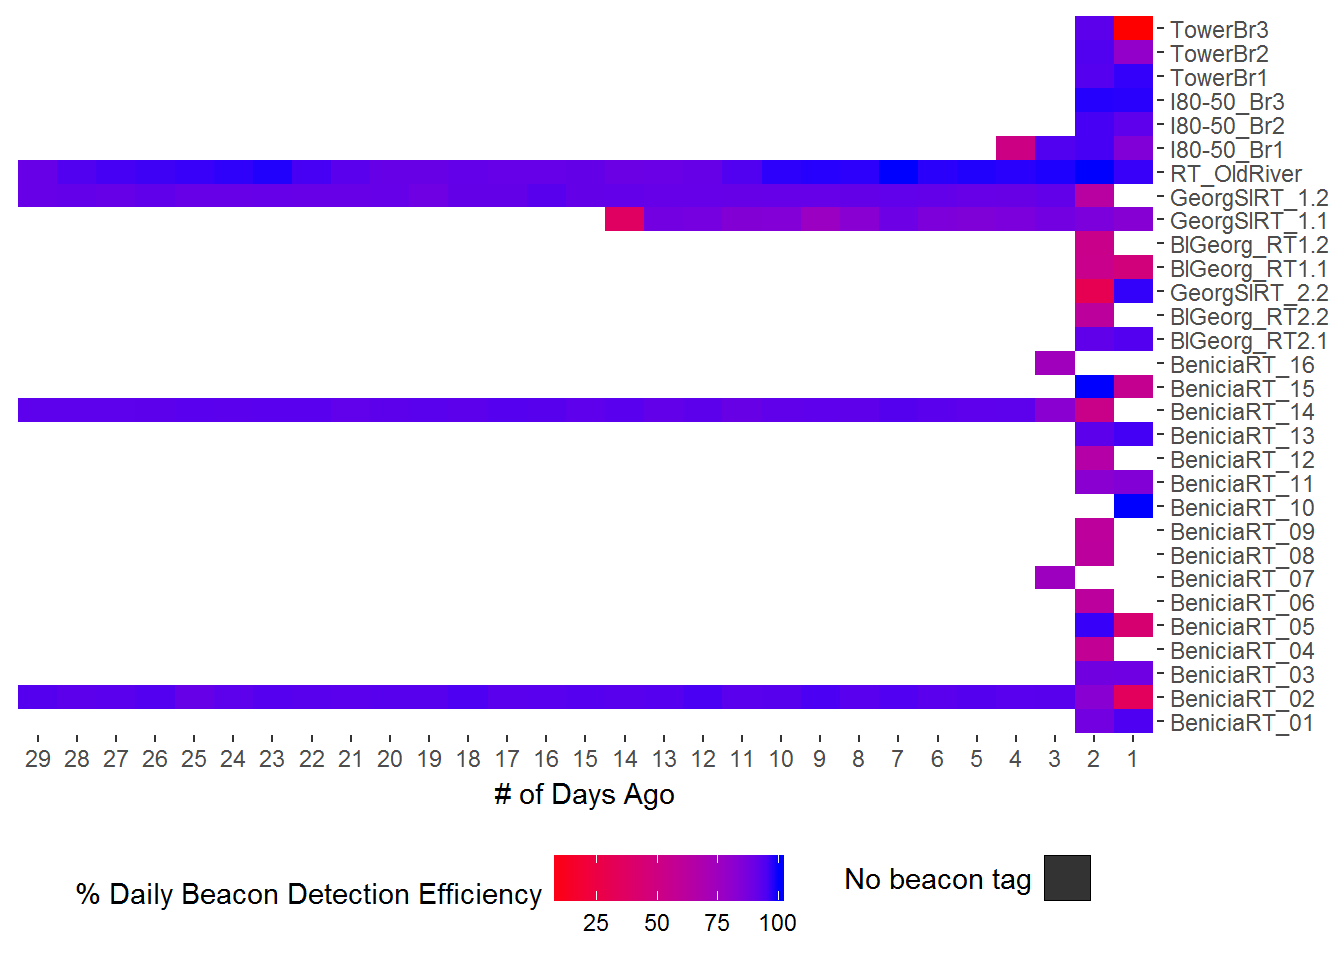 TowerBr3
TowerBr2
TowerBr1
I80-50_Br3
I80-50_Br2
I80-50_Br1
RT_OldRiver
GeorgSlRT_1.2
GeorgSlRT_1.1
BlGeorg_RT1.2
BlGeorg_RT1.1
GeorgSlRT_2.2
BlGeorg_RT2.2
BlGeorg_RT2.1
BeniciaRT_16
BeniciaRT_15
BeniciaRT_14
BeniciaRT_13
BeniciaRT_12
BeniciaRT_11
BeniciaRT_10
BeniciaRT_09
BeniciaRT_08
BeniciaRT_07
BeniciaRT_06
BeniciaRT_05
BeniciaRT_04
BeniciaRT_03
BeniciaRT_02
BeniciaRT_01
29 28 27 26 25 24 23 22 21 20 19 18 17 16 15 14 13 12 11 10 9 8 7 6 5 4 3 2 1
# of Days Ago
% Daily Beacon Detection Efficiency
25 50 75 100
No beacon tag